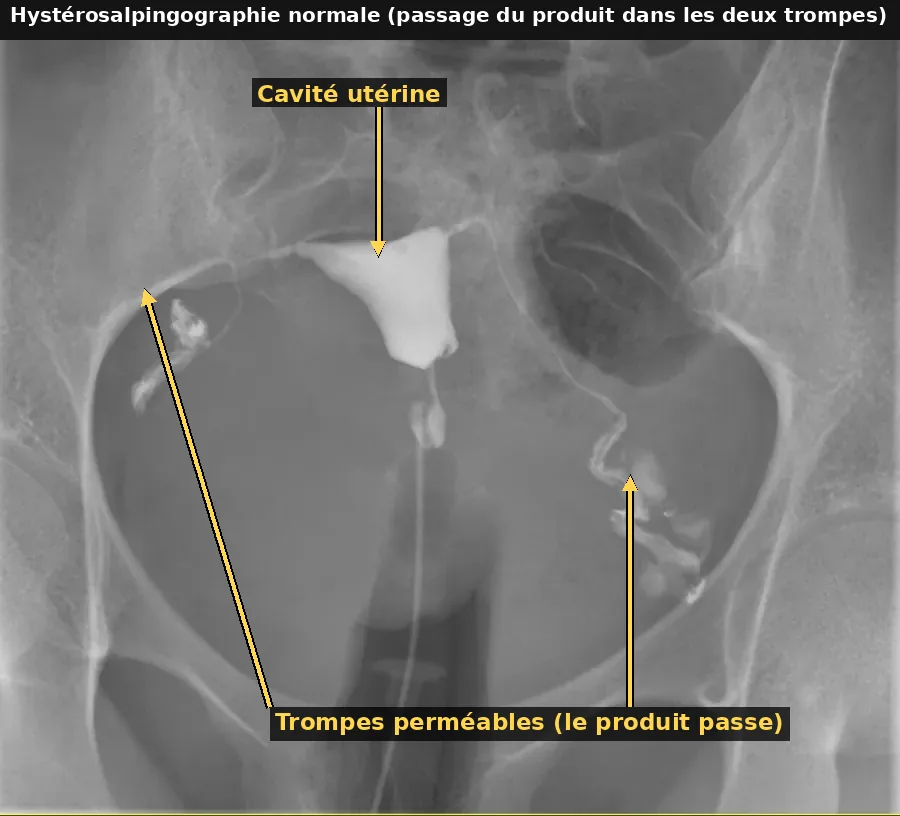 Hystérosalpingographie normale (passage du produit dans les deux trompes)
Cavité utérine
Trompes perméables (le produit passe)